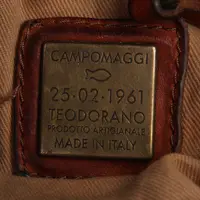 CAMPOMAGGI
25·02·1961
TEODORANO
PRODOTTO ARTIGIANALE
MADE IN ITALY